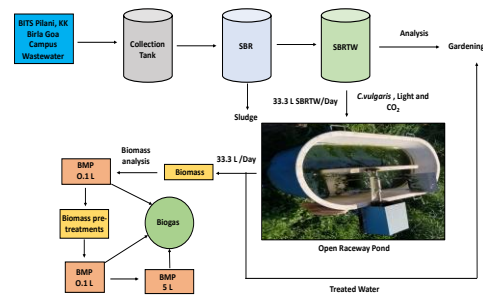 BITS Pilani, KK
Birla Goa
Campus
Wastewater
Collection
Tank
SBR
SBRTW
Analysis
Gardening
Sludge
33.3 L SBRTW/Day
C.vulgaris , Light and
CO2
Open Raceway Pond
33.3 L /Day
Biomass
Biomass
analysis
BMP
O.1 L
Biomass pre-
treatments
BMP
0.1 L
BMP
5 L
Biogas
Treated Water